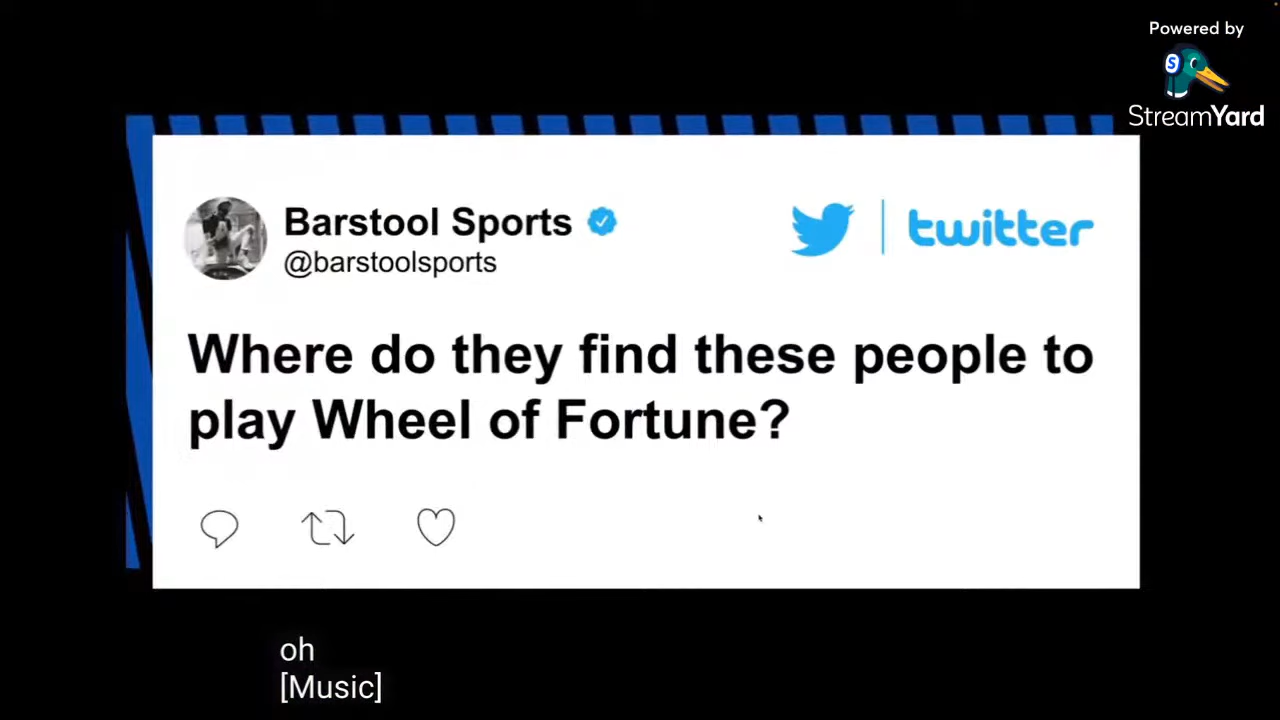 Powered by
S
StreamYard
Barstool Sports
@barstoolsports
twitter
Where do they find these people to
play Wheel of Fortune?
oh
[Music]